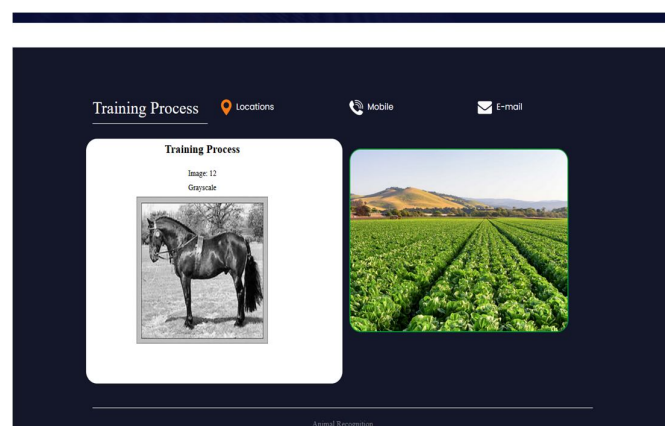 Training Process
Locations
Mobile
E-mail
Training Process
Image: 12
Grayscale
Animal Recognition